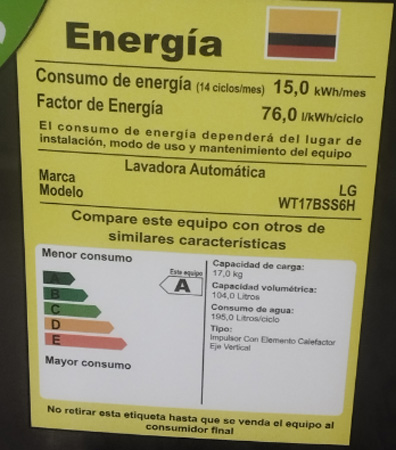 Energía
Consumo de energía (14 ciclos/mes) 15,0 kWh/mes
Factor de Energía 76,0 l/kWh/ciclo
El consumo de energía dependerá del lugar de
instalación, modo de uso y mantenimiento del equipo
Lavadora Automática
Marca LG
Modelo WT17BSS6H
Compare este equipo con otros de
similares características
Menor consumo
A
B
C
D
E
Mayor consumo
Este equipo
A
Capacidad de carga:
17,0 kg
Capacidad volumétrica:
104,0 Litros
Consumo de agua:
195,0 Litros/ciclo
Tipo:
Impulsor Con Elemento Calefactor
Eje Vertical
No retirar esta etiqueta hasta que se venda el equipo al
consumidor final